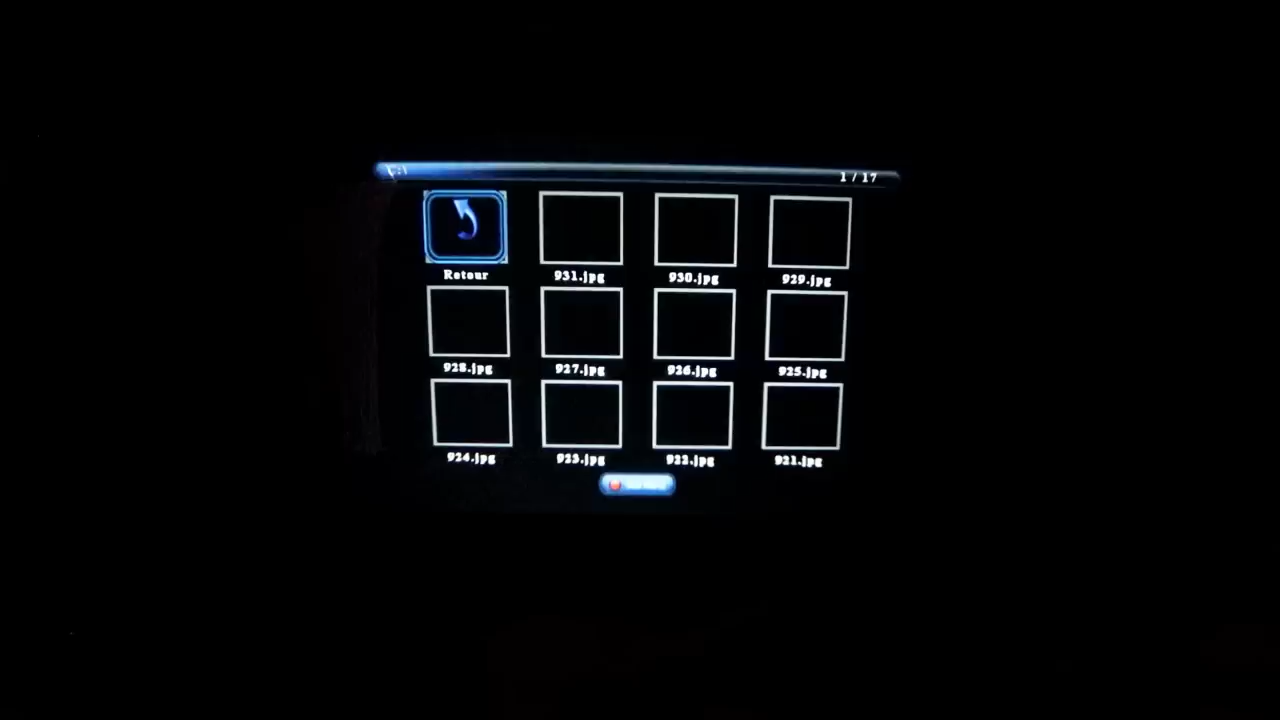 F:\
1 / 17
Retour 931.jpg 930.jpg 929.jpg
928.jpg 927.jpg 926.jpg 925.jpg
924.jpg 923.jpg 922.jpg 921.jpg